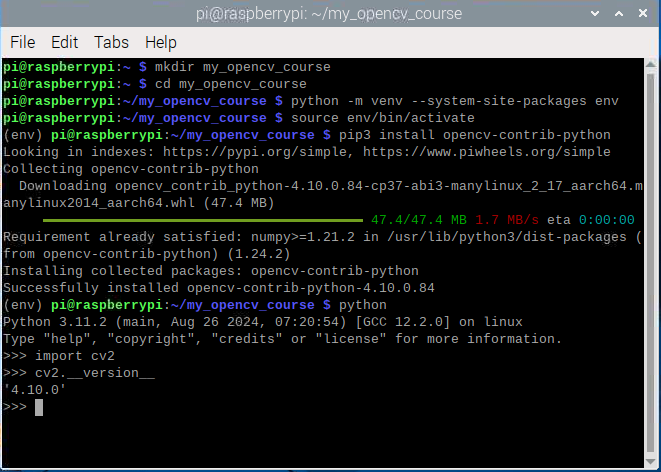 pi@raspberrypi: ~/my_opencv_course
File Edit Tabs Help
pi@raspberrypi:~ $ mkdir my_opencv_course
pi@raspberrypi:~ $ cd my_opencv_course
pi@raspberrypi:~/my_opencv_course $ python -m venv --system-site-packages env
pi@raspberrypi:~/my_opencv_course $ source env/bin/activate
(env) pi@raspberrypi:~/my_opencv_course $ pip3 install opencv-contrib-python
Looking in indexes: https://pypi.org/simple, https://www.piwheels.org/simple
Collecting opencv-contrib-python
  Downloading opencv_contrib_python-4.10.0.84-cp37-abi3-manylinux_2_17_aarch64.m
anylinux2014_aarch64.whl (47.4 MB)
47.4/47.4 MB 1.7 MB/s eta 0:00:00
Requirement already satisfied: numpy>=1.21.2 in /usr/lib/python3/dist-packages (
from opencv-contrib-python) (1.24.2)
Installing collected packages: opencv-contrib-python
Successfully installed opencv-contrib-python-4.10.0.84
(env) pi@raspberrypi:~/my_opencv_course $ python
Python 3.11.2 (main, Aug 26 2024, 07:20:54) [GCC 12.2.0] on linux
Type "help", "copyright", "credits" or "license" for more information.
>>> import cv2
>>> cv2.__version__
'4.10.0'
>>>